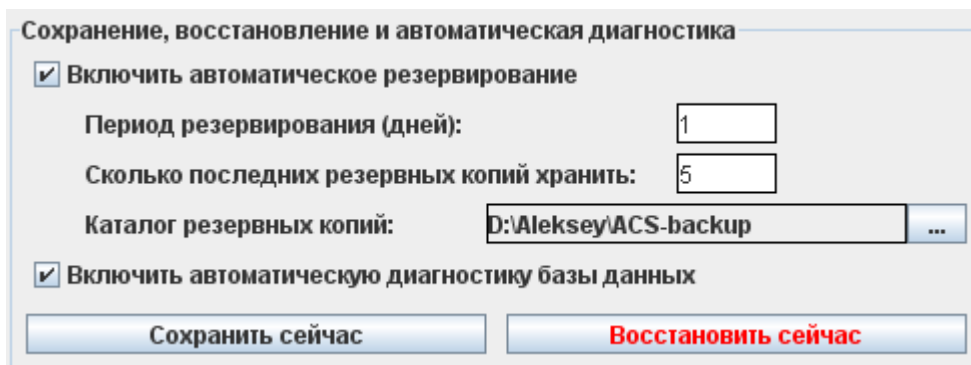 Сохранение, восстановление и автоматическая диагностика
Включить автоматическое резервирование
Период резервирования (дней): 1
Сколько последних резервных копий хранить: 5
Каталог резервных копий: D:\Aleksey\ACS-backup ...
Включить автоматическую диагностику базы данных
Сохранить сейчас Восстановить сейчас